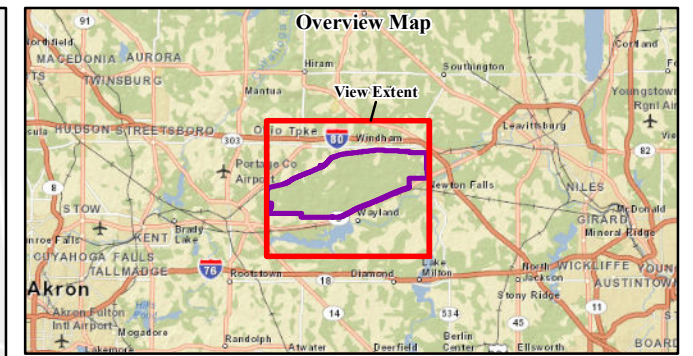 Overview Map
91
Northfield
MACEDONIA AURORA
Hiram
Southington
Cortland
TWINSBURG
Mantua
View Extent
Youngstown
Rgnl Air
HUDSON STREETSBORO
303
Ohio Tpke
80
Windham
Leavittsburg
82
Portage Co
Airport
8
Newton Falls
NILES
STOW
Wayland
McDonald
GIRARD
Mineral Ridge
KENT
Brady
Lake
CUYAHOGA FALLS
TALLMADGE
76
Rootstown
18
Diamond
Lake
Milton
North
Jackson
WICKLIFFE
AUSTINTOWN
Akron
Stony Ridge
Akron Fulton
Intl Airport
Mogadore
14
534
45
11
Lakemore
Randolph
Atwater
Deerfield
Berlin
Center
Ellsworth